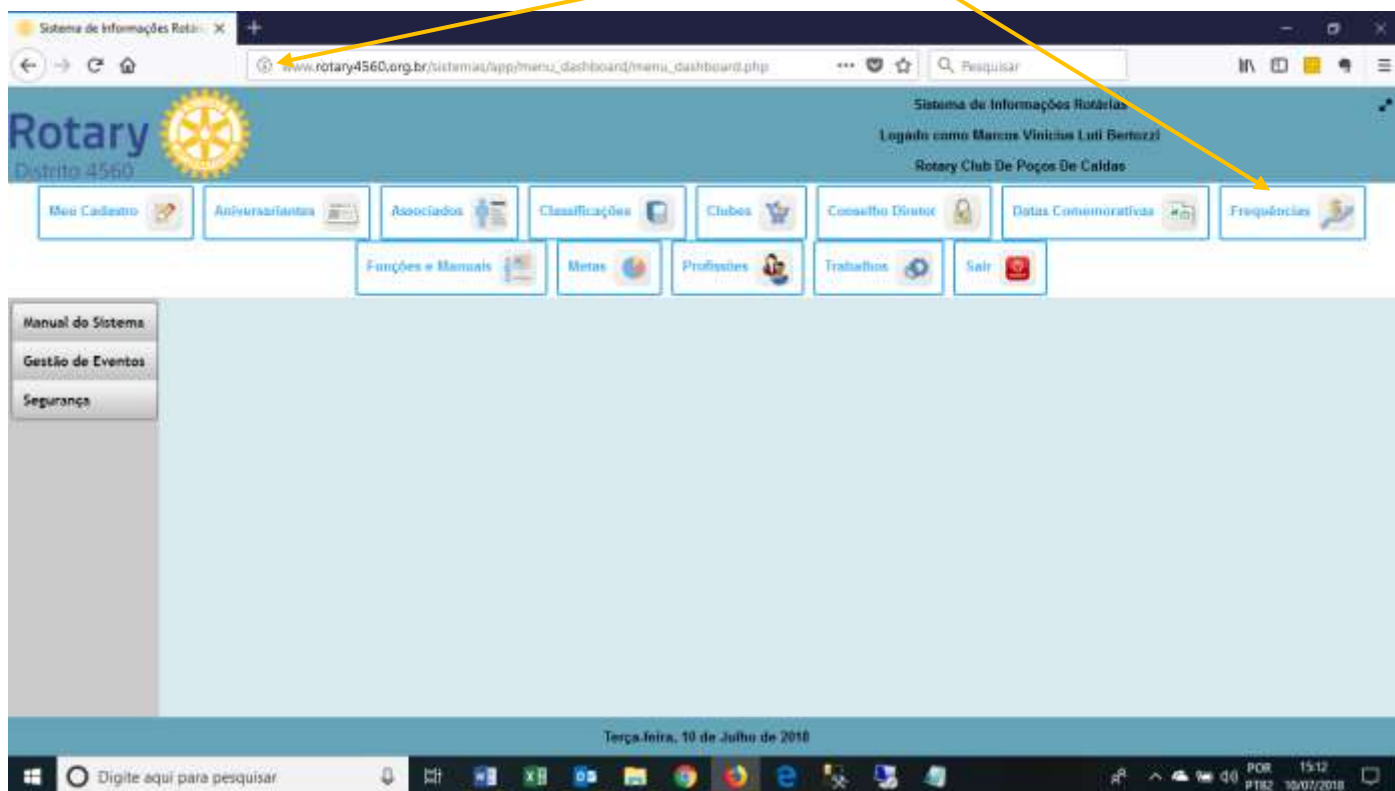 Sistema de Informações Rotá
www.rotary4560.org.br/sistemas/app/menu_dashboard/menu_dashboard.php
Pesquisar
Rotary
Distrito 4560
Sistema de Informações Rotárias
Logado como Marcos Vinicius Luti Bertozzi
Rotary Club De Poços De Caldas
Meu Cadastro
Aniversariantes
Associados
Classificações
Clubes
Conselho Diretor
Datas Comemorativas
Frequências
Funções e Manuais
Metas
Profissões
Trabalhos
Sair
Manual do Sistema
Gestão de Eventos
Segurança
Terça-feira, 10 de Julho de 2018
Digite aqui para pesquisar
POR
PTB2
15:12
10/07/2018